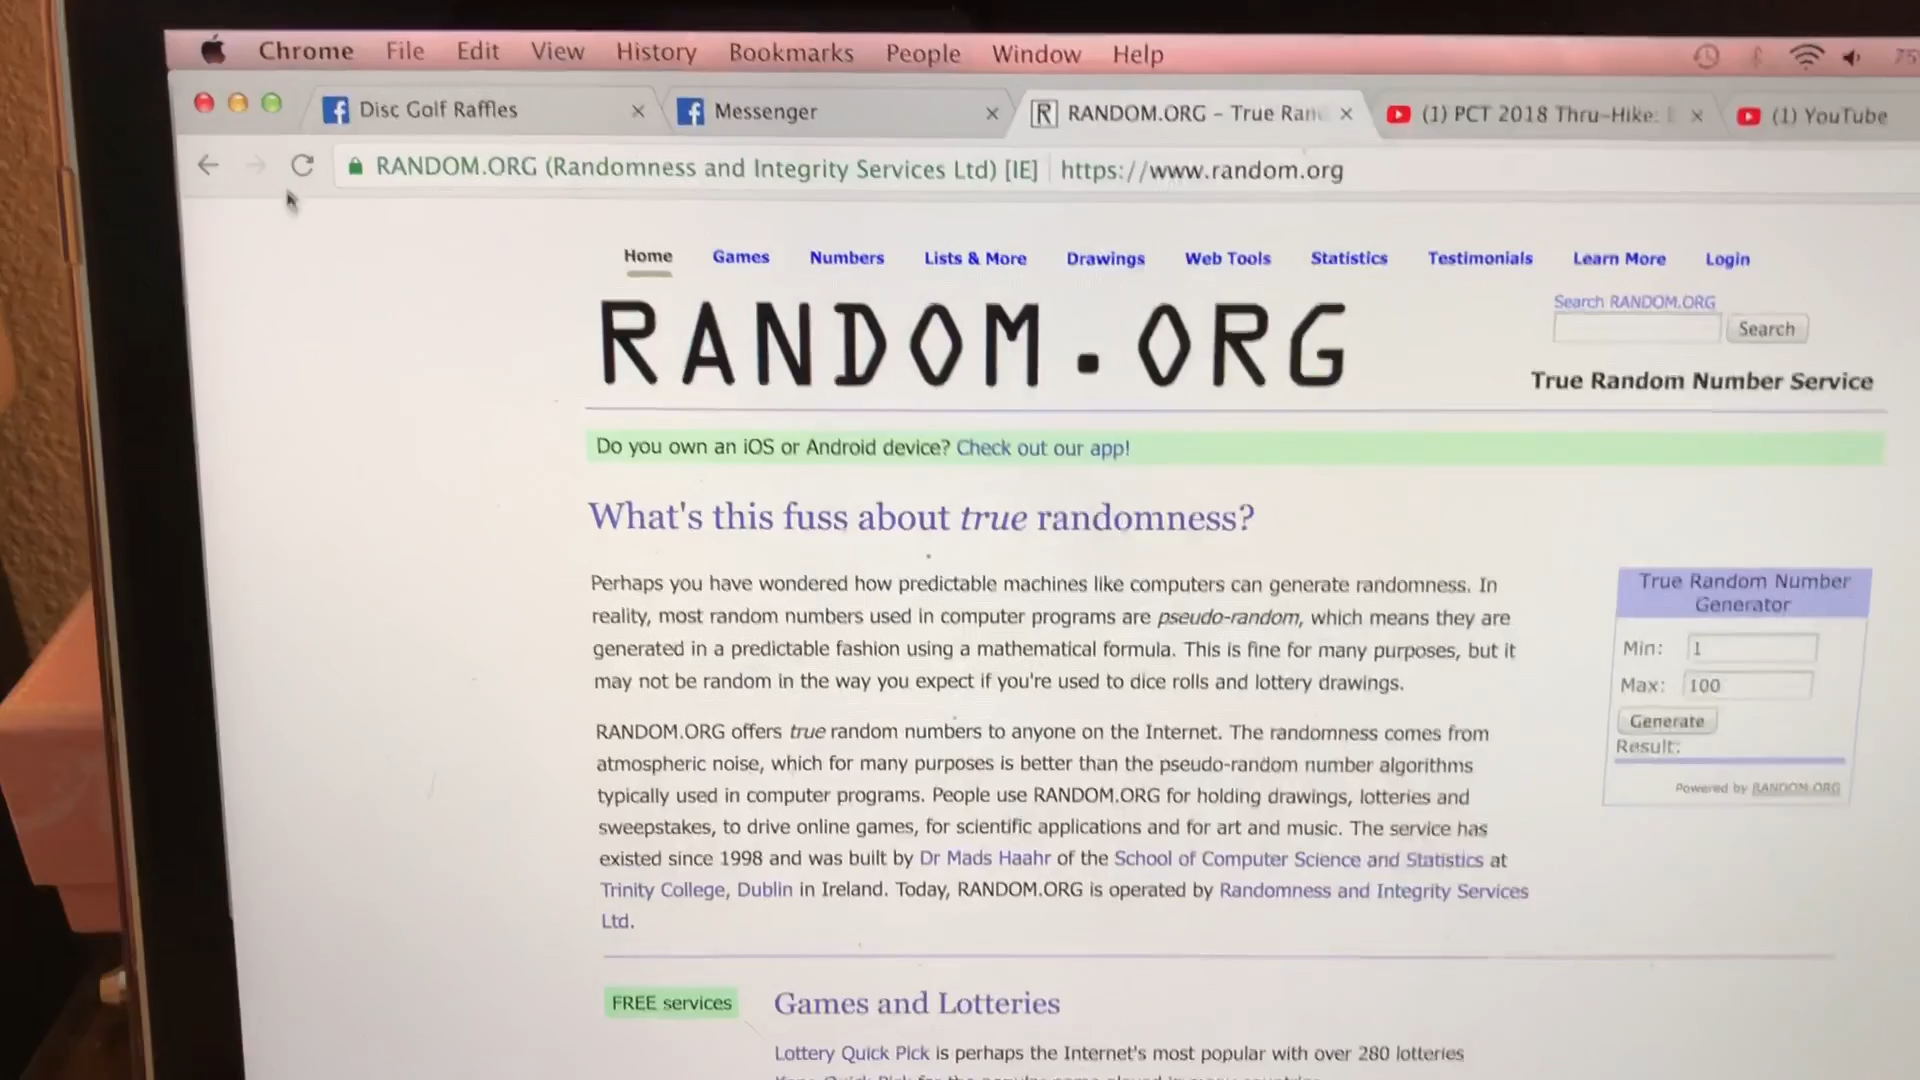 Chrome File Edit View History Bookmarks People Window Help
Disc Golf Raffles
Messenger
RANDOM.ORG – True Ran
(1) PCT 2018 Thru-Hike:
(1) YouTube
RANDOM.ORG (Randomness and Integrity Services Ltd) [IE] https://www.random.org
Home Games Numbers Lists & More Drawings Web Tools Statistics Testimonials Learn More Login
RANDOM.ORG
Search RANDOM.ORG
Search
True Random Number Service
Do you own an iOS or Android device? Check out our app!
What's this fuss about true randomness?
Perhaps you have wondered how predictable machines like computers can generate randomness. In
reality, most random numbers used in computer programs are pseudo-random, which means they are
generated in a predictable fashion using a mathematical formula. This is fine for many purposes, but it
may not be random in the way you expect if you're used to dice rolls and lottery drawings.
RANDOM.ORG offers true random numbers to anyone on the Internet. The randomness comes from
atmospheric noise, which for many purposes is better than the pseudo-random number algorithms
typically used in computer programs. People use RANDOM.ORG for holding drawings, lotteries and
sweepstakes, to drive online games, for scientific applications and for art and music. The service has
existed since 1998 and was built by Dr Mads Haahr of the School of Computer Science and Statistics at
Trinity College, Dublin in Ireland. Today, RANDOM.ORG is operated by Randomness and Integrity Services
Ltd.
True Random Number
Generator
Min: 1
Max: 100
Generate
Result:
Powered by RANDOM.ORG
FREE services
Games and Lotteries
Lottery Quick Pick is perhaps the Internet's most popular with over 280 lotteries